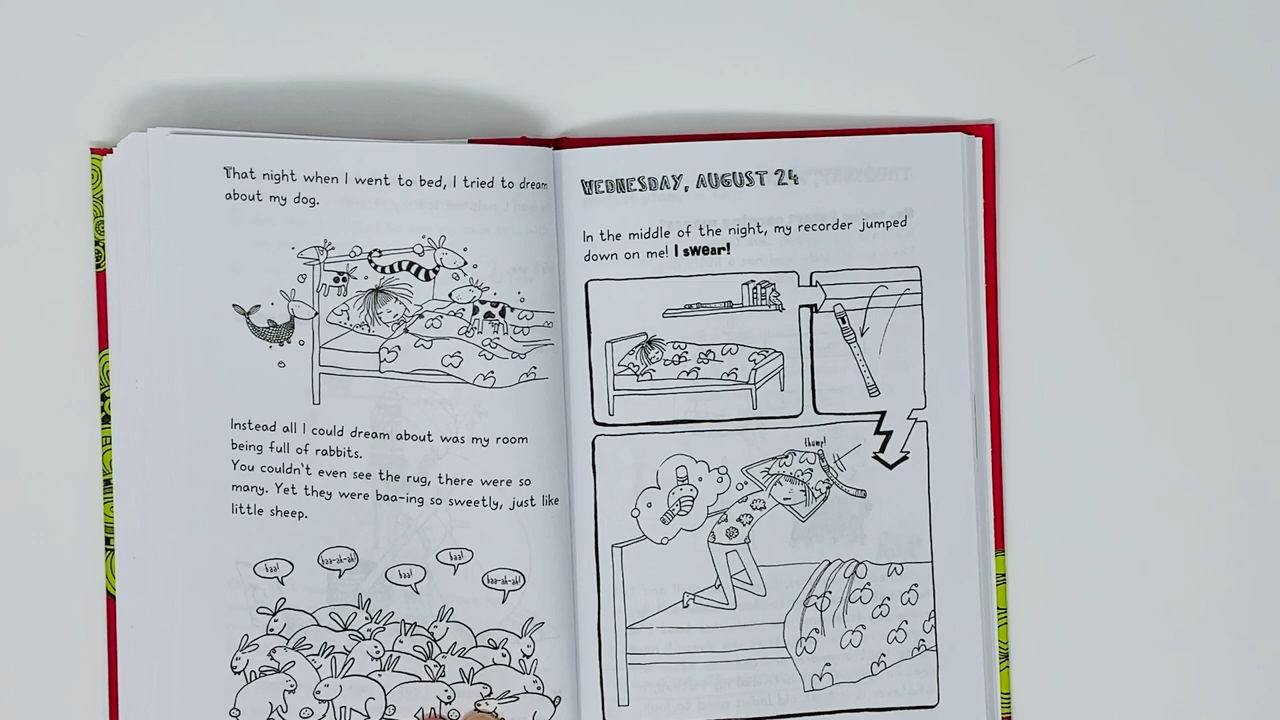 That night when I went to bed, I tried to dream
about my dog.
Instead all I could dream about was my room
being full of rabbits.
You couldn't even see the rug, there were so
many. Yet they were baa-ing so sweetly, just like
little sheep.
baa!
baa-ah-ah!
baa!
baa!
baa-ah-ah!
WEDNESDAY, AUGUST 24
In the middle of the night, my recorder jumped
down on me! I swear!
thump!